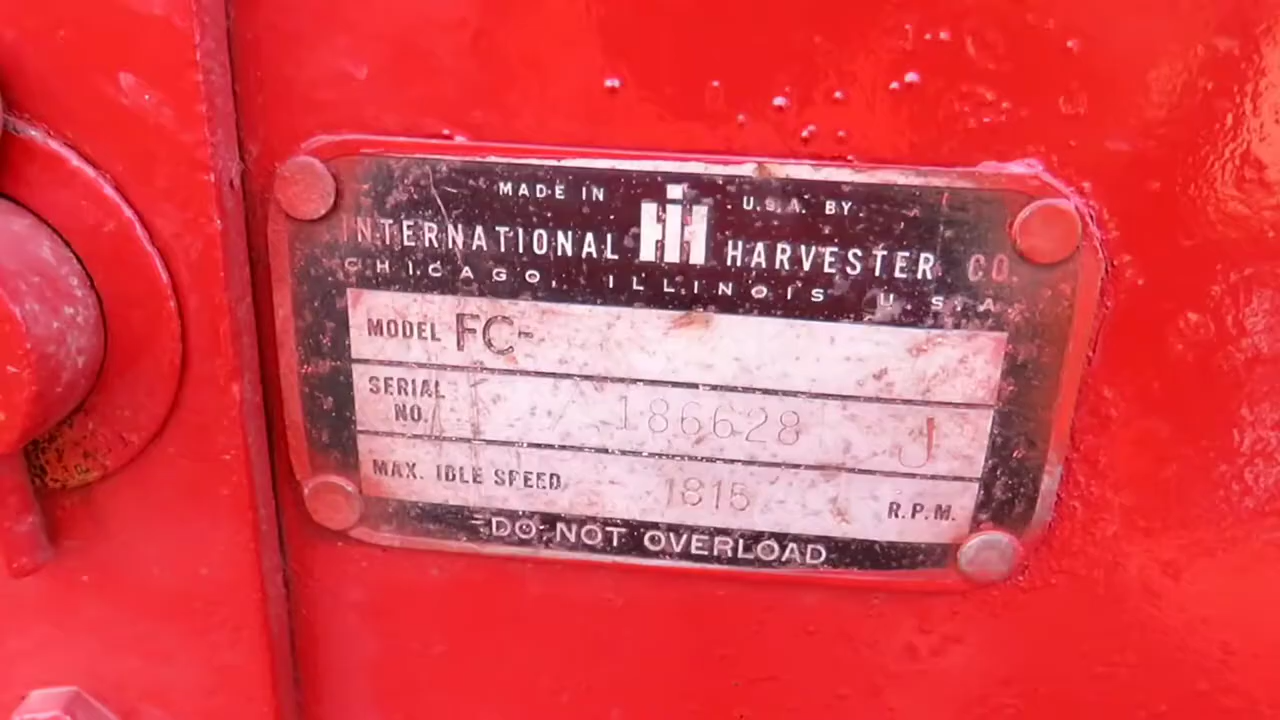 MADE IN IH U.S.A. BY
INTERNATIONAL HARVESTER CO.
CHICAGO, ILLINOIS U.S.A.
MODEL FC-
SERIAL NO. 186628 J
MAX. IDLE SPEED 1815 R.P.M.
DO NOT OVERLOAD